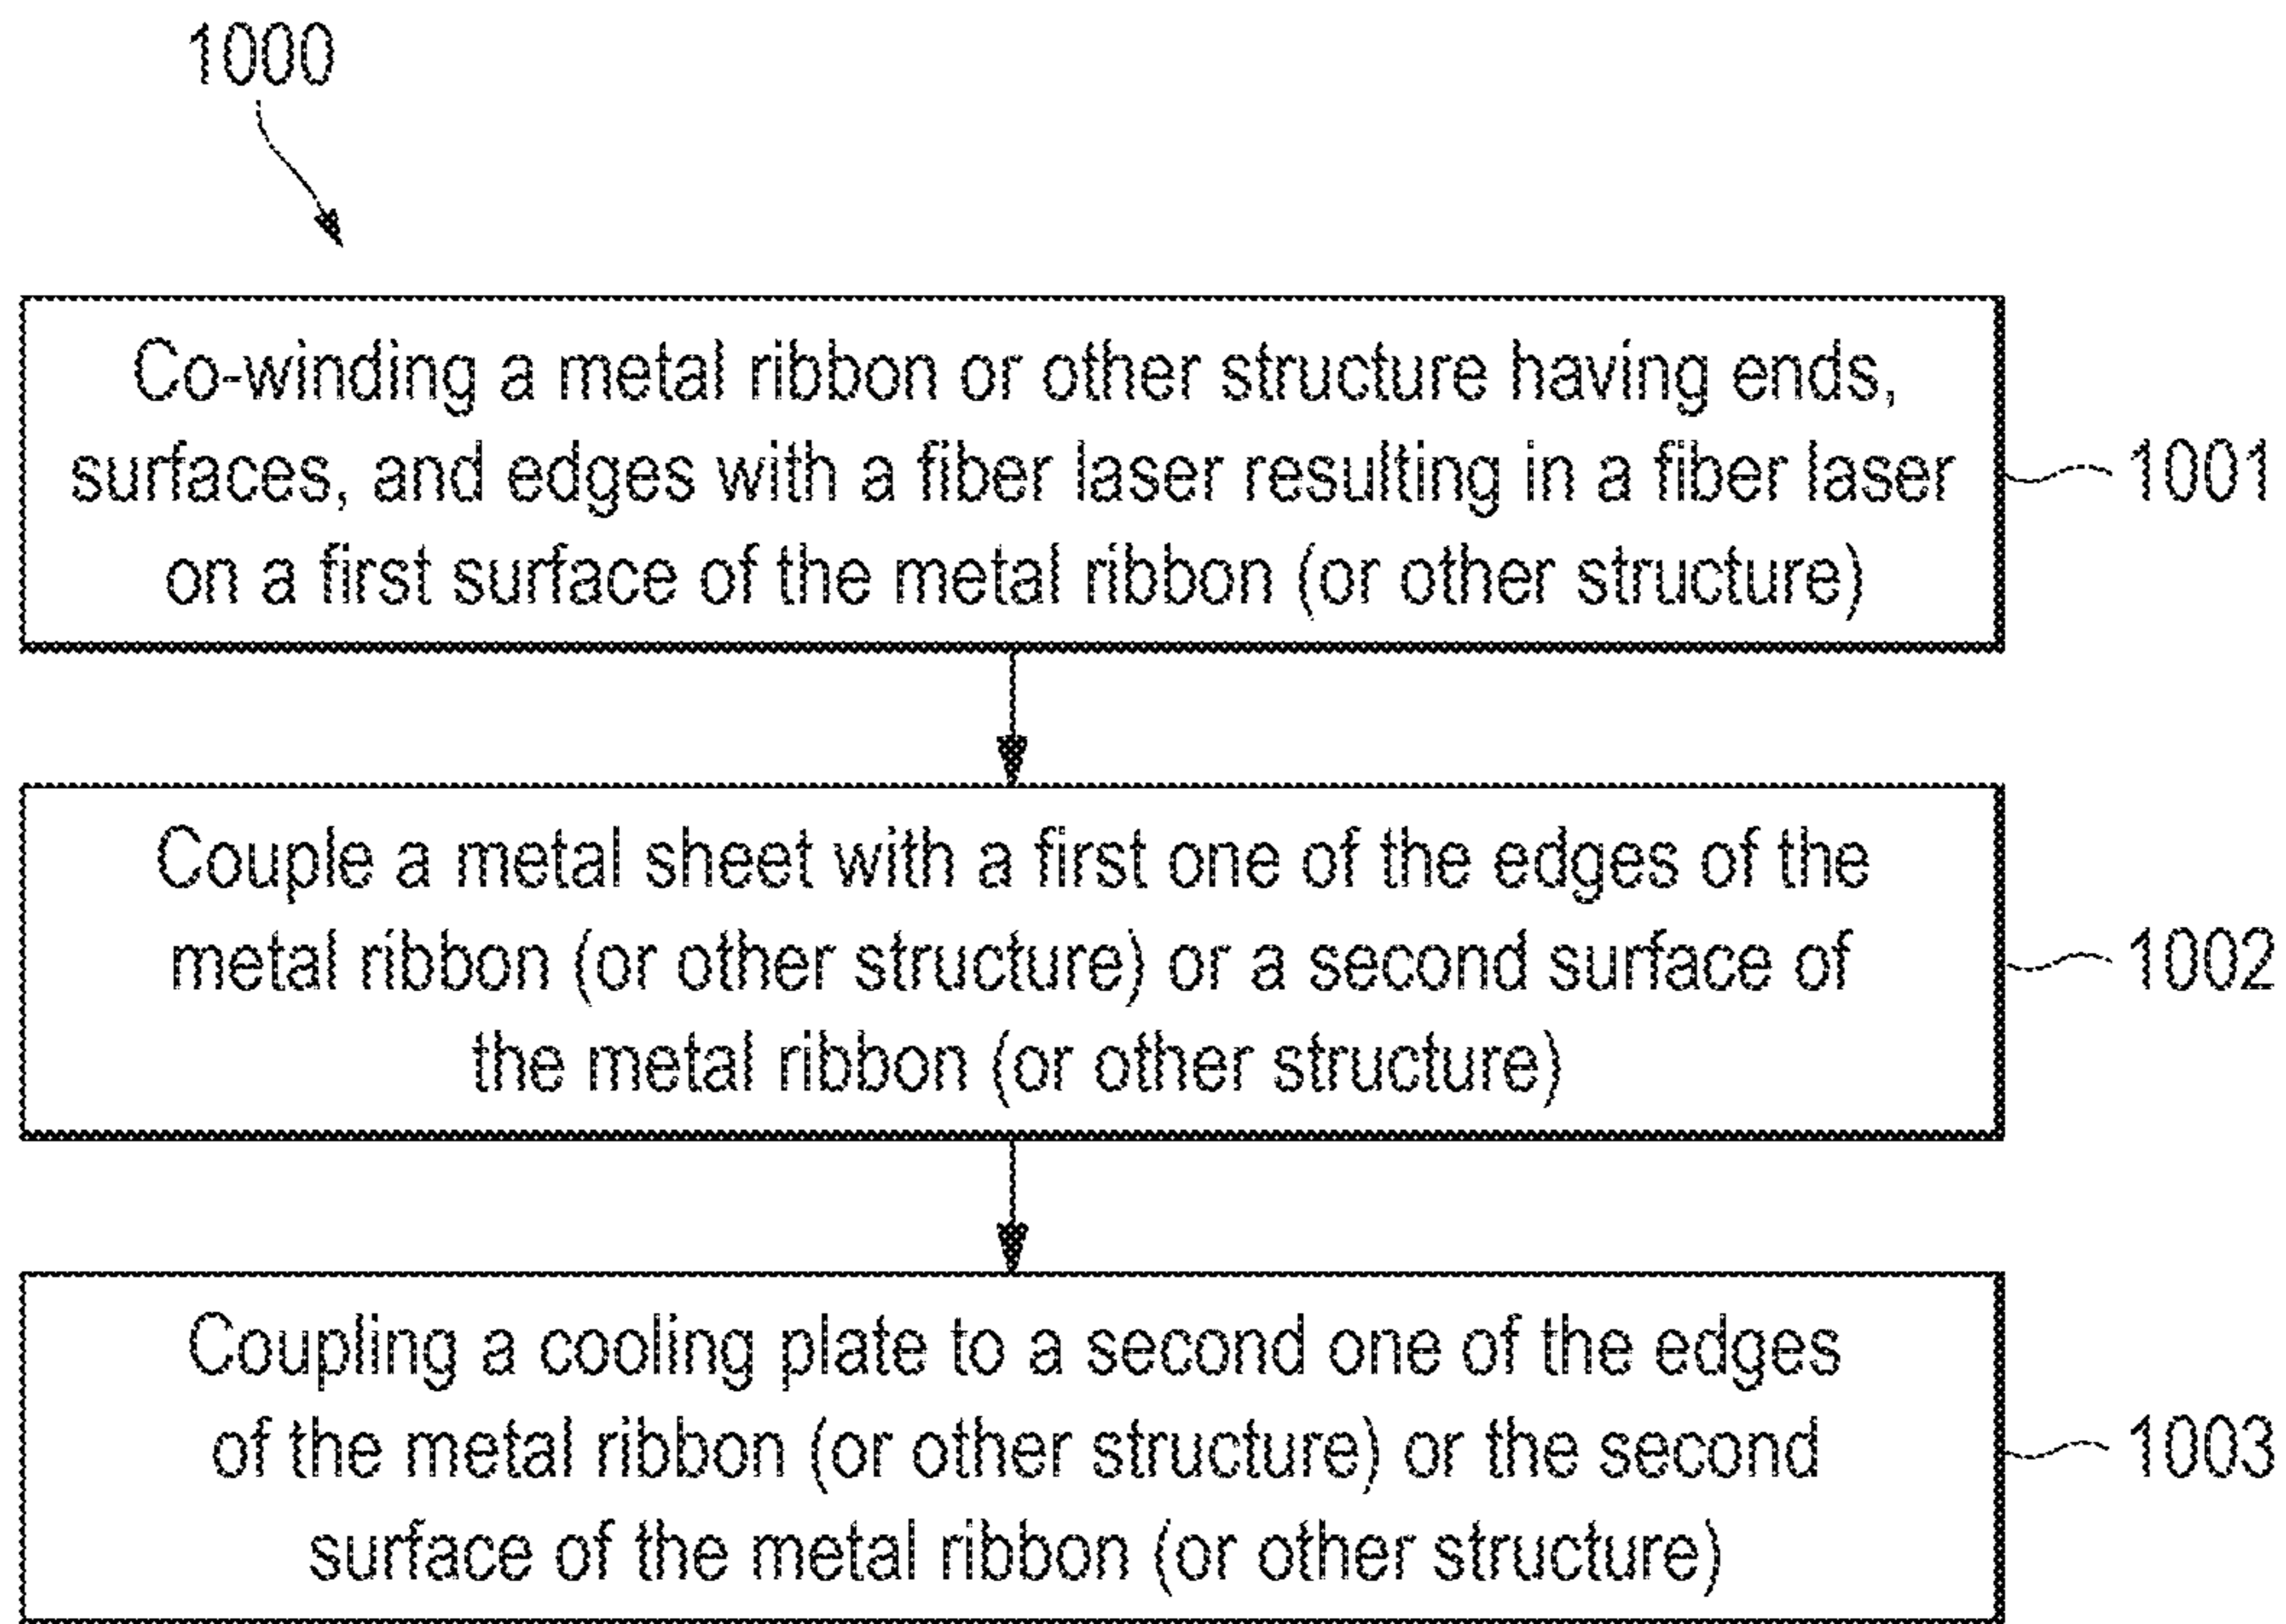 1000
Co-winding a metal ribbon or other structure having ends,
surfaces, and edges with a fiber laser resulting in a fiber laser
on a first surface of the metal ribbon (or other structure)
1001
Couple a metal sheet with a first one of the edges of the
metal ribbon (or other structure) or a second surface of
the metal ribbon (or other structure)
1002
Coupling a cooling plate to a second one of the edges
of the metal ribbon (or other structure) or the second
surface of the metal ribbon (or other structure)
1003